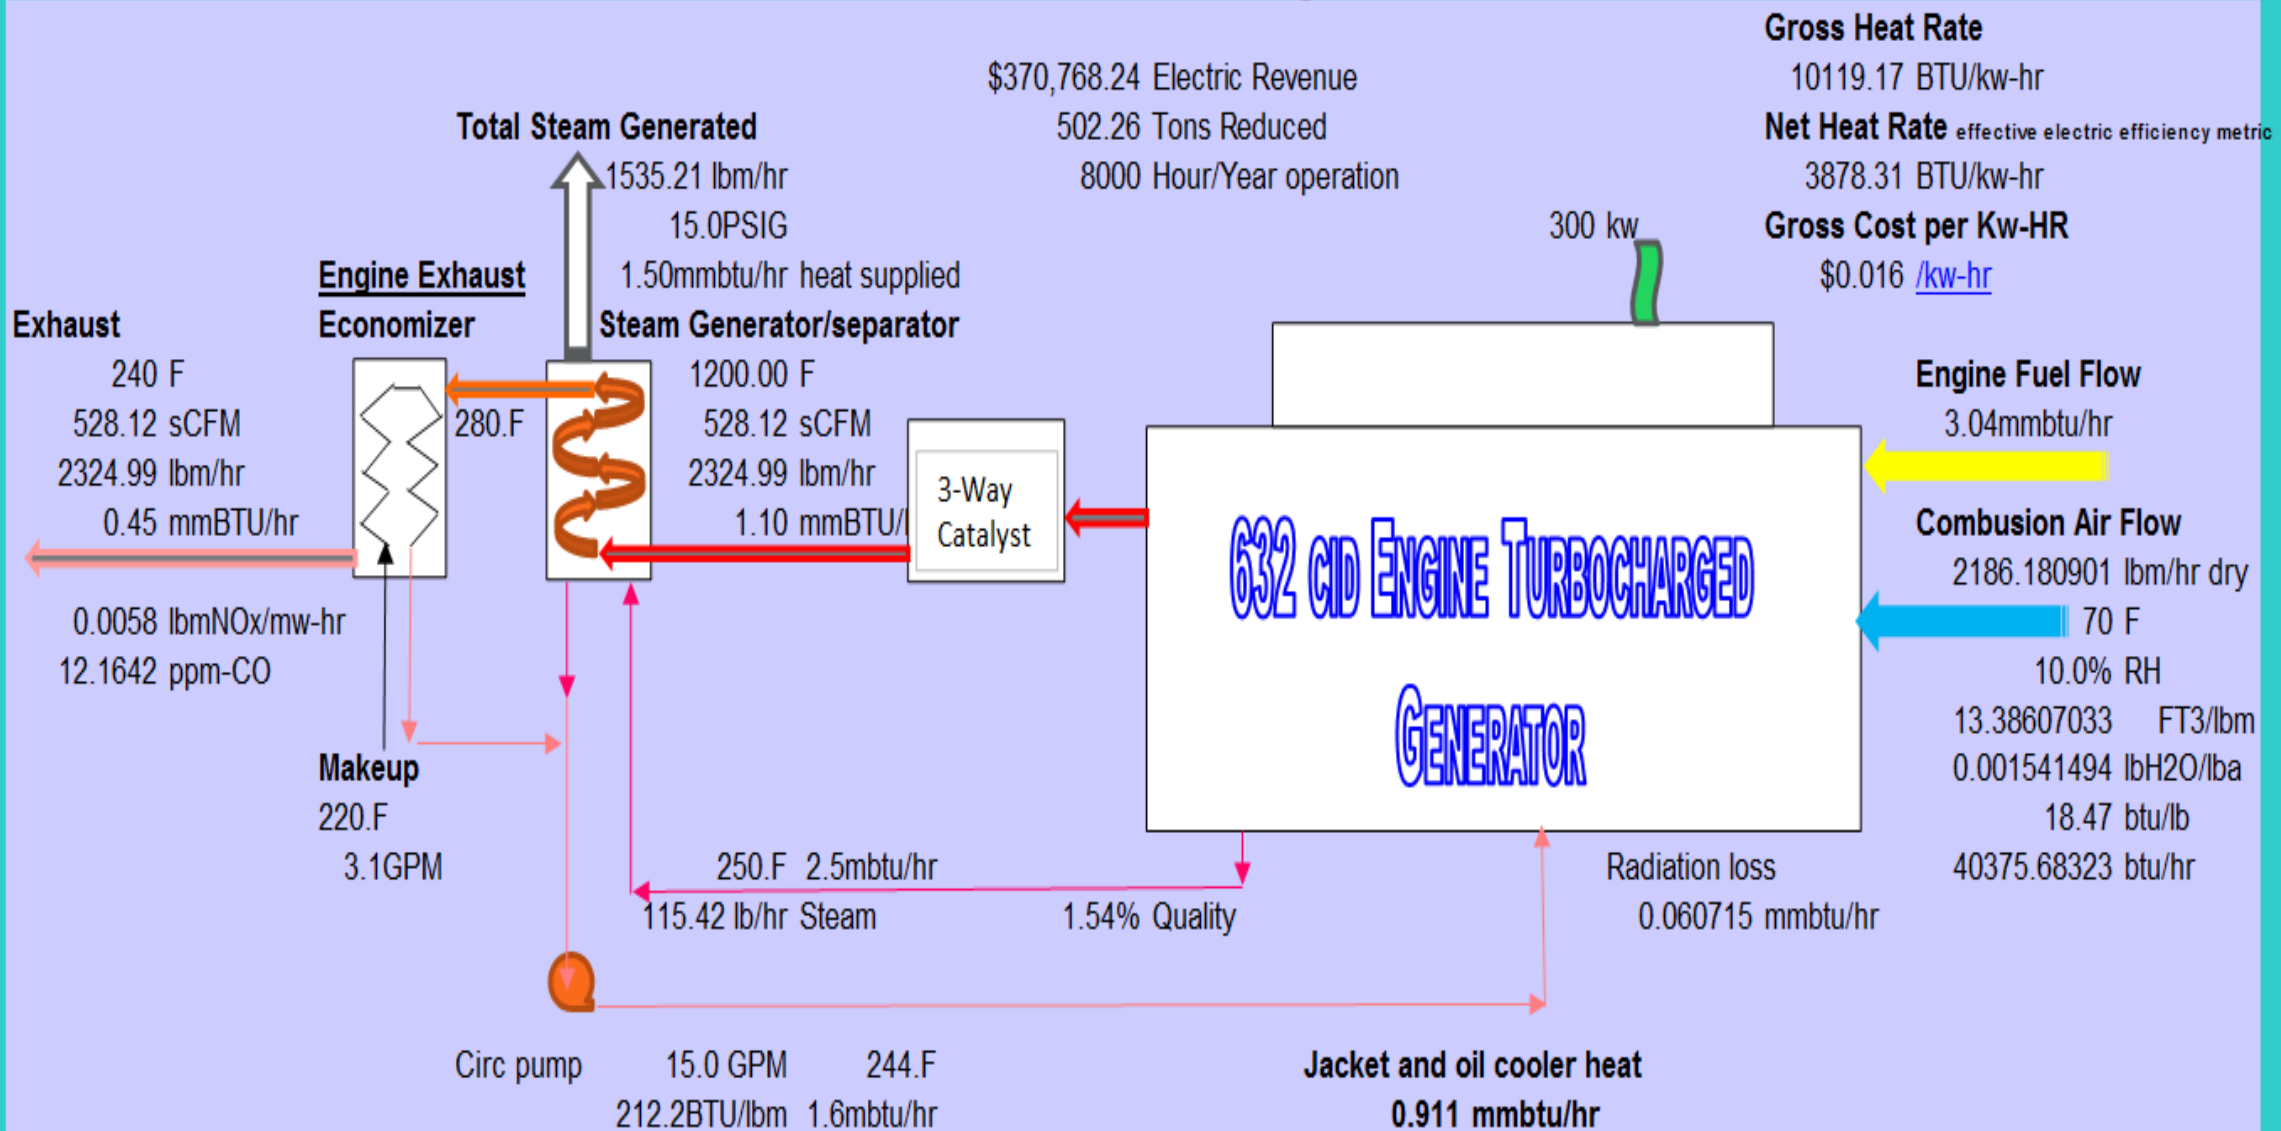 Gross Heat Rate
10119.17 BTU/kw-hr
Net Heat Rate effective electric efficiency metric
3878.31 BTU/kw-hr
Gross Cost per Kw-HR
$0.016 /kw-hr
$370,768.24 Electric Revenue
502.26 Tons Reduced
8000 Hour/Year operation
300 kw
Total Steam Generated
1535.21 lbm/hr
15.0PSIG
1.50mmbtu/hr heat supplied
Steam Generator/separator
1200.00 F
528.12 sCFM
2324.99 lbm/hr
1.10 mmBTU/
Engine Exhaust
Economizer
280.F
Exhaust
240 F
528.12 sCFM
2324.99 lbm/hr
0.45 mmBTU/hr
0.0058 lbmNOx/mw-hr
12.1642 ppm-CO
Makeup
220.F
3.1GPM
3-Way
Catalyst
632 CID ENGINE TURBOCHARGED
GENERATOR
Engine Fuel Flow
3.04mmbtu/hr
Combusion Air Flow
2186.180901 lbm/hr dry
70 F
10.0% RH
13.38607033 FT3/lbm
0.001541494 lbH2O/lba
18.47 btu/lb
40375.68323 btu/hr
250.F 2.5mbtu/hr
115.42 lb/hr Steam
1.54% Quality
Radiation loss
0.060715 mmbtu/hr
Circ pump 15.0 GPM 244.F
212.2BTU/lbm 1.6mbtu/hr
Jacket and oil cooler heat
0.911 mmbtu/hr